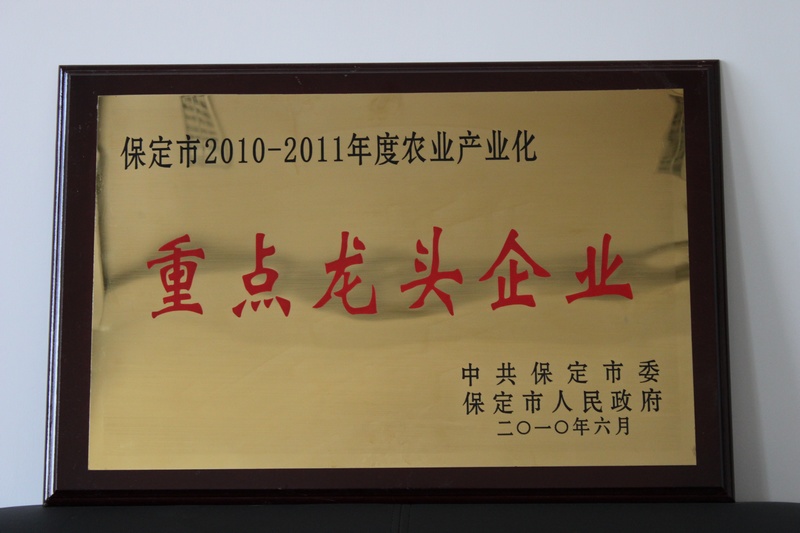 保定市2010-2011年度农业产业化
重点龙头企业
中共保定市委
保定市人民政府
二〇一〇年六月